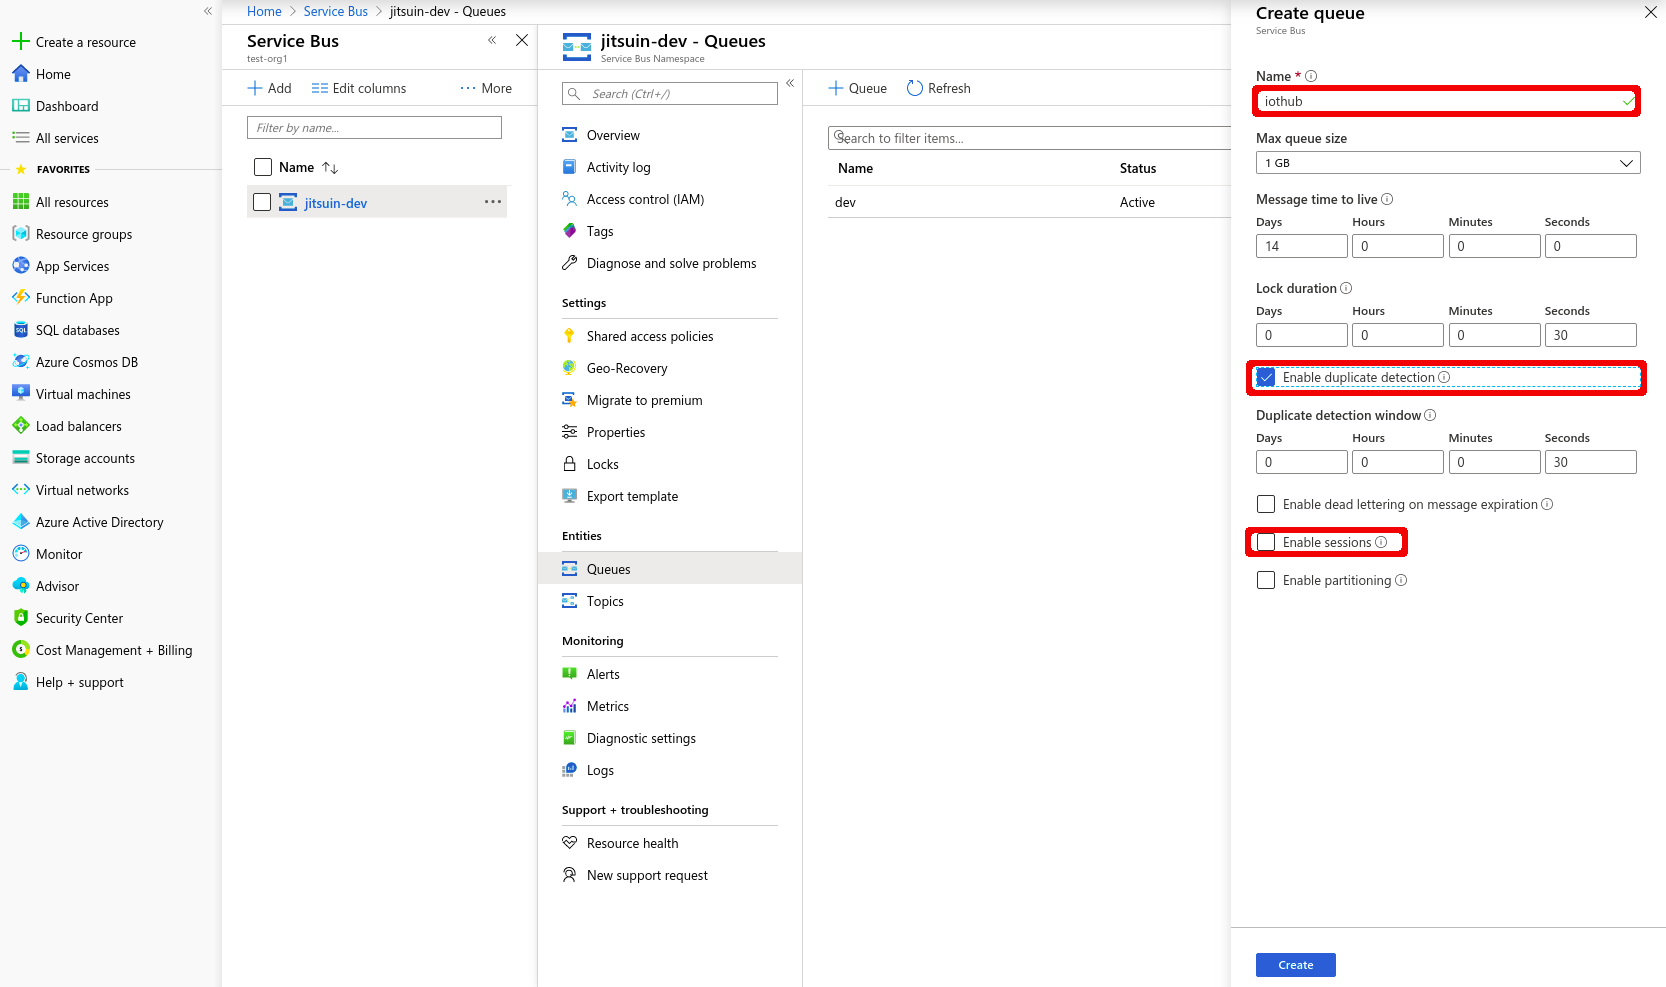 Create a resource
Home
Dashboard
All services
FAVORITES
All resources
Resource groups
App Services
Function App
SQL databases
Azure Cosmos DB
Virtual machines
Load balancers
Storage accounts
Virtual networks
Azure Active Directory
Monitor
Advisor
Security Center
Cost Management + Billing
Help + support
Home > Service Bus > jitsuin-dev - Queues
Service Bus
test-org1
Add Edit columns ··· More
Filter by name...
Name
jitsuin-dev
jitsuin-dev - Queues
Service Bus Namespace
Search (Ctrl+/)
Overview
Activity log
Access control (IAM)
Tags
Diagnose and solve problems
Settings
Shared access policies
Geo-Recovery
Migrate to premium
Properties
Locks
Export template
Entities
Queues
Topics
Monitoring
Alerts
Metrics
Diagnostic settings
Logs
Support + troubleshooting
Resource health
New support request
Queue Refresh
Search to filter items...
Name Status
dev Active
Create queue
Service Bus
Name *
iothub
Max queue size
1 GB
Message time to live
Days Hours Minutes Seconds
14 0 0 0
Lock duration
Days Hours Minutes Seconds
0 0 0 30
Enable duplicate detection
Duplicate detection window
Days Hours Minutes Seconds
0 0 0 30
Enable dead lettering on message expiration
Enable sessions
Enable partitioning
Create